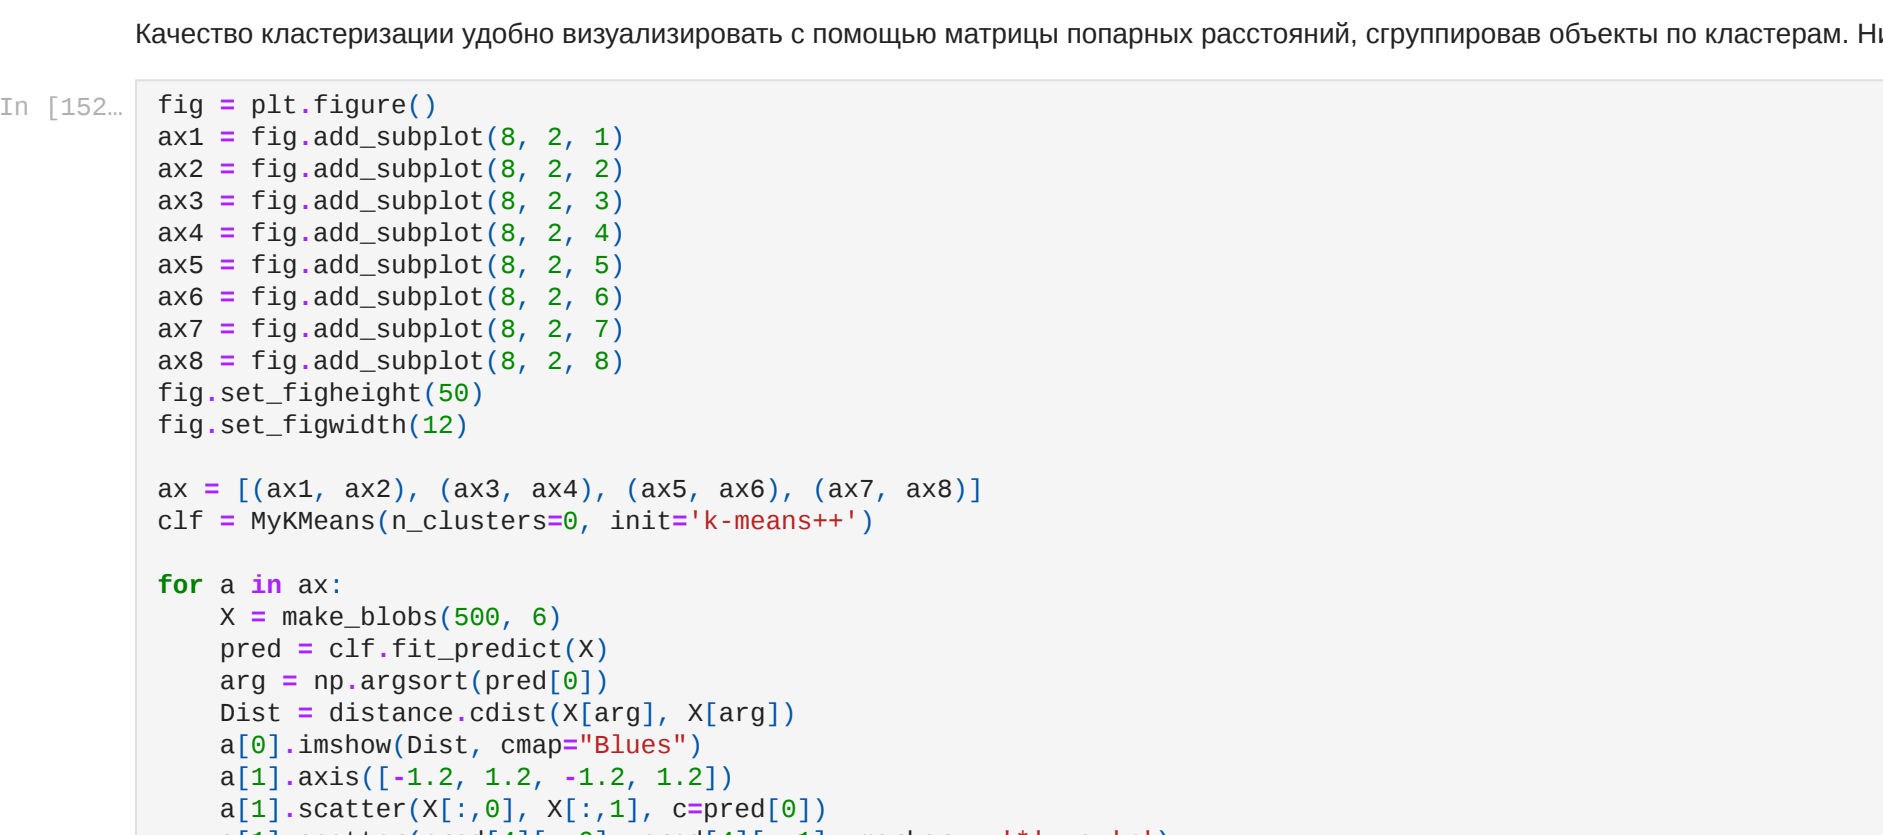 Качество кластеризации удобно визуализировать с помощью матрицы попарных расстояний, сгруппировав объекты по кластерам.
In [152…
fig = plt.figure()
ax1 = fig.add_subplot(8, 2, 1)
ax2 = fig.add_subplot(8, 2, 2)
ax3 = fig.add_subplot(8, 2, 3)
ax4 = fig.add_subplot(8, 2, 4)
ax5 = fig.add_subplot(8, 2, 5)
ax6 = fig.add_subplot(8, 2, 6)
ax7 = fig.add_subplot(8, 2, 7)
ax8 = fig.add_subplot(8, 2, 8)
fig.set_figheight(50)
fig.set_figwidth(12)
ax = [(ax1, ax2), (ax3, ax4), (ax5, ax6), (ax7, ax8)]
clf = MyKMeans(n_clusters=0, init='k-means++')
for a in ax:
    X = make_blobs(500, 6)
    pred = clf.fit_predict(X)
    arg = np.argsort(pred[0])
    Dist = distance.cdist(X[arg], X[arg])
    a[0].imshow(Dist, cmap="Blues")
    a[1].axis([-1.2, 1.2, -1.2, 1.2])
    a[1].scatter(X[:,0], X[:,1], c=pred[0])